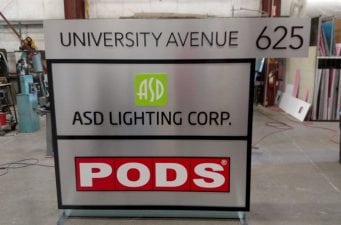 UNIVERSITY AVENUE 625
ASD
ASD LIGHTING CORP.
PODS®